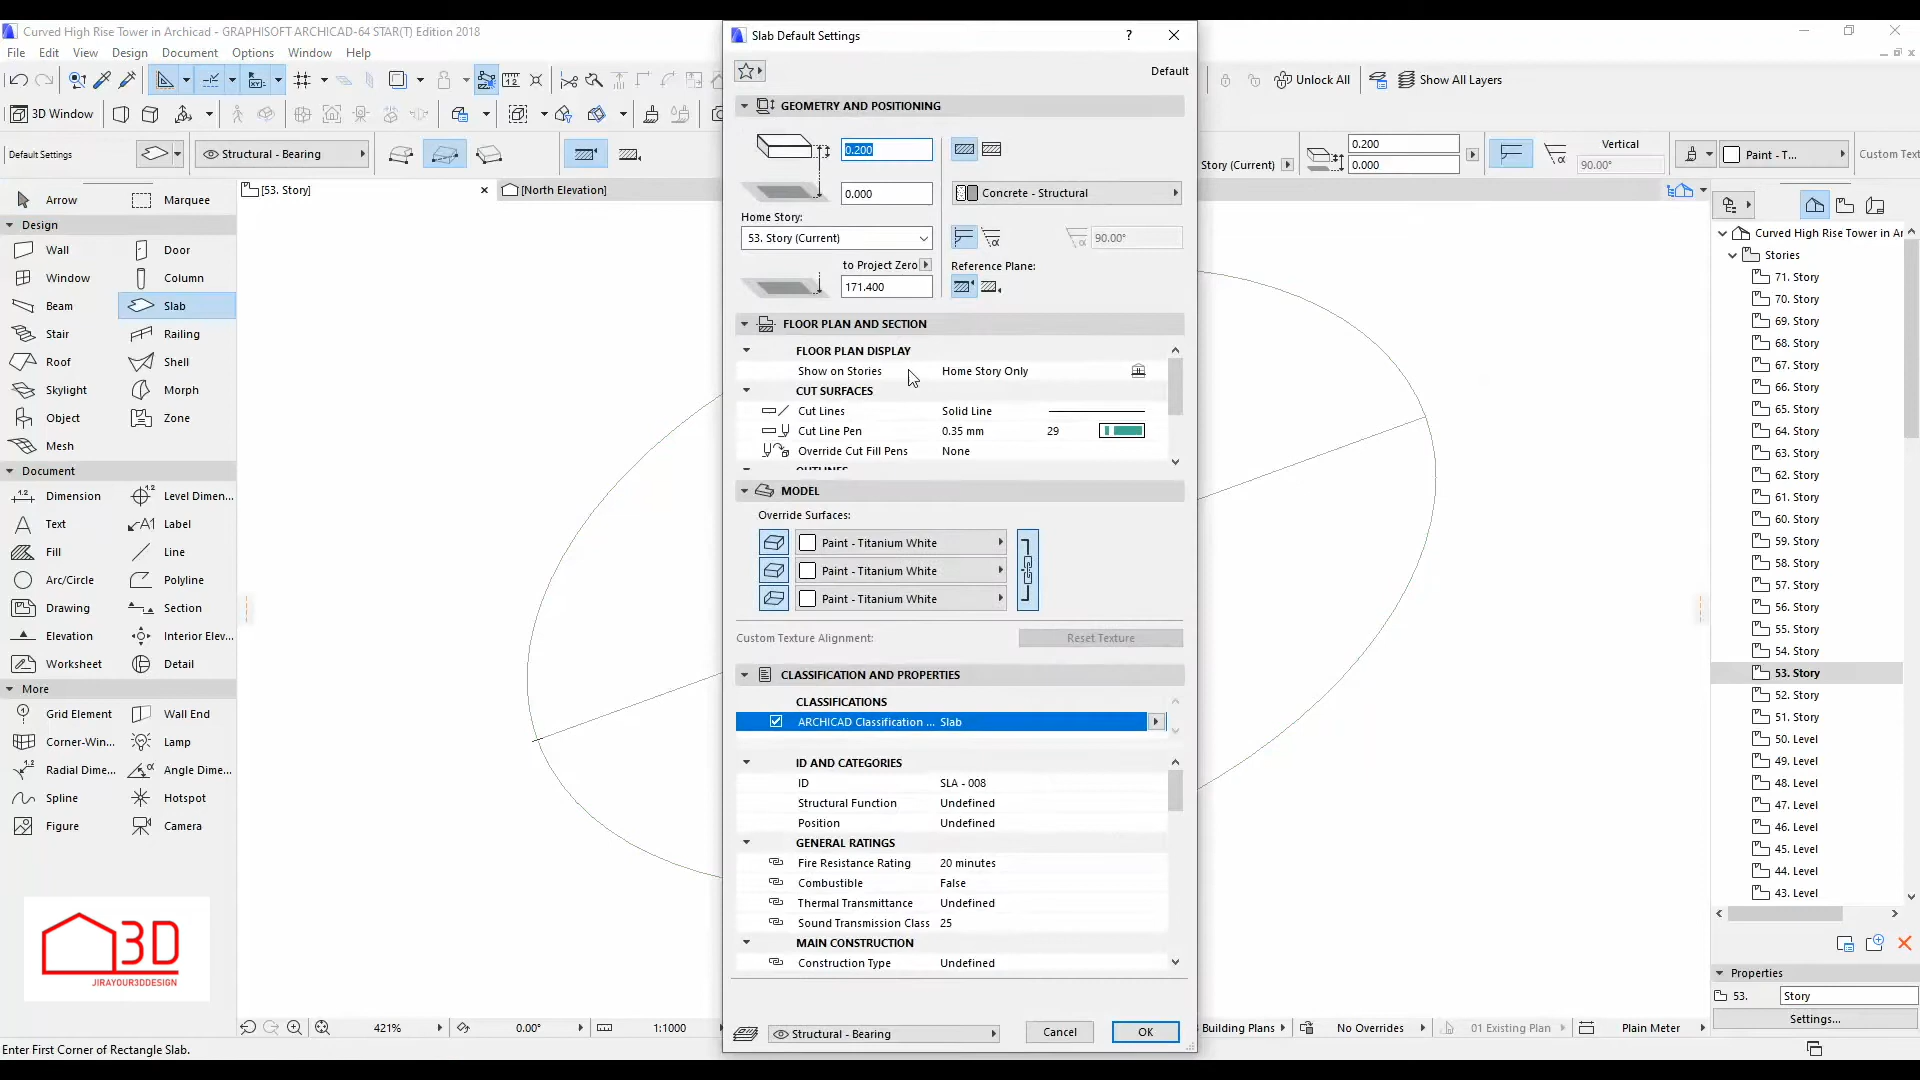 Curved High Rise Tower in Archicad - GRAPHISOFT ARCHICAD-64 STAR(T) Edition 2018
File Edit View Design Document Options Window Help
Unlock All
Show All Layers
3D Window
Default Settings
Structural - Bearing
Story (Current)
0.200
0.000
Vertical
90.00°
Paint - T...
Custom Text
[53. Story]
[North Elevation]
Arrow
Marquee
Design
Wall
Door
Window
Column
Beam
Slab
Stair
Railing
Roof
Shell
Skylight
Morph
Object
Zone
Mesh
Document
Dimension
Level Dimen...
Text
Label
Fill
Line
Arc/Circle
Polyline
Drawing
Section
Elevation
Interior Elev...
Worksheet
Detail
More
Grid Element
Wall End
Corner-Win...
Lamp
Radial Dime...
Angle Dime...
Spline
Hotspot
Figure
Camera
3D
JIRAYOUR3DDESIGN
Slab Default Settings
?
Default
GEOMETRY AND POSITIONING
0.200
0.000
Concrete - Structural
Home Story:
53. Story (Current)
90.00°
to Project Zero
Reference Plane:
171.400
FLOOR PLAN AND SECTION
FLOOR PLAN DISPLAY
Show on Stories Home Story Only
CUT SURFACES
Cut Lines Solid Line
Cut Line Pen 0.35 mm 29
Override Cut Fill Pens None
OUTLINES
MODEL
Override Surfaces:
Paint - Titanium White
Paint - Titanium White
Paint - Titanium White
Custom Texture Alignment:
Reset Texture
CLASSIFICATION AND PROPERTIES
CLASSIFICATIONS
ARCHICAD Classification ... Slab
ID AND CATEGORIES
ID SLA - 008
Structural Function Undefined
Position Undefined
GENERAL RATINGS
Fire Resistance Rating 20 minutes
Combustible False
Thermal Transmittance Undefined
Sound Transmission Class 25
MAIN CONSTRUCTION
Construction Type Undefined
Structural - Bearing
Cancel
OK
Curved High Rise Tower in Ar
Stories
71. Story
70. Story
69. Story
68. Story
67. Story
66. Story
65. Story
64. Story
63. Story
62. Story
61. Story
60. Story
59. Story
58. Story
57. Story
56. Story
55. Story
54. Story
53. Story
52. Story
51. Story
50. Level
49. Level
48. Level
47. Level
46. Level
45. Level
44. Level
43. Level
Properties
53. Story
Settings...
421%
0.00°
1:1000
Building Plans
No Overrides
01 Existing Plan
Plain Meter
Enter First Corner of Rectangle Slab.